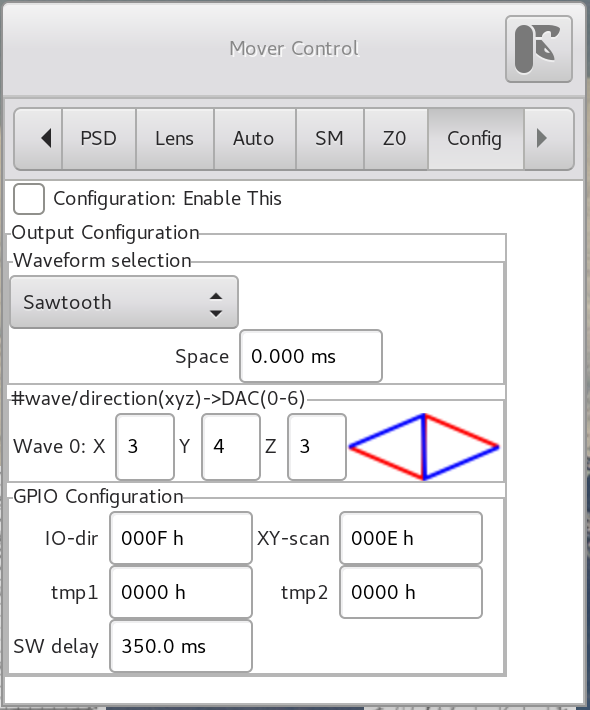 Mover Control
PSD Lens Auto SM Z0 Config
Configuration: Enable This
Output Configuration
Waveform selection
Sawtooth
Space 0.000 ms
#wave/direction(xyz)->DAC(0-6)
Wave 0: X 3 Y 4 Z 3
GPIO Configuration
IO-dir 000F h XY-scan 000E h
tmp1 0000 h tmp2 0000 h
SW delay 350.0 ms